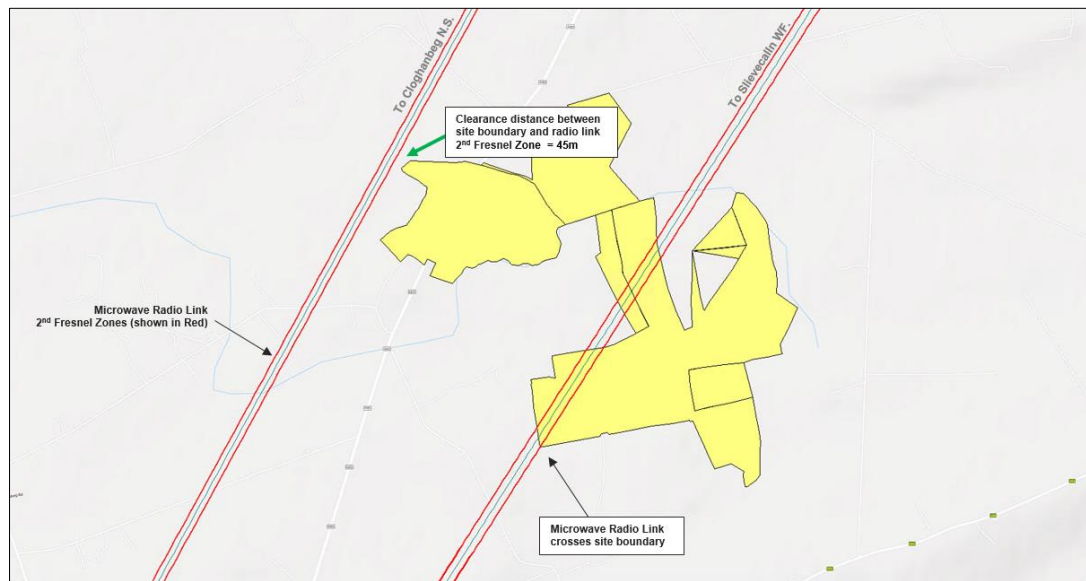 To Cloghanbeg N.S.
To Slievecalln WF.
Clearance distance between
site boundary and radio link
2nd Fresnel Zone = 45m
Microwave Radio Link
2nd Fresnel Zones (shown in Red)
Microwave Radio Link
crosses site boundary